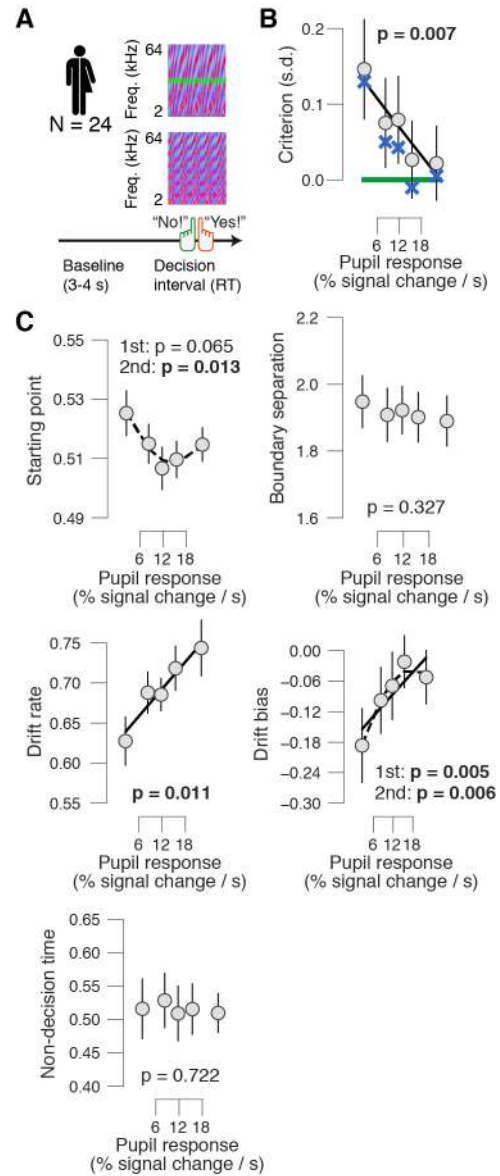 A
N = 24
Freq. (kHz)
64
2
Freq. (kHz)
64
2
"No!" "Yes!"
Baseline
(3-4 s)
Decision
interval (RT)
B
Criterion (s.d.)
0.2
0.1
0.0
p = 0.007
6 12 18
Pupil response
(% signal change / s)
C
Starting point
0.55
0.53
0.51
0.49
1st: p = 0.065
2nd: p = 0.013
6 12 18
Pupil response
(% signal change / s)
Boundary separation
2.2
1.9
1.6
p = 0.327
6 12 18
Pupil response
(% signal change / s)
Drift rate
0.75
0.70
0.65
0.60
0.55
p = 0.011
6 12 18
Pupil response
(% signal change / s)
Drift bias
0.00
−0.06
−0.12
−0.18
−0.24
−0.30
1st: p = 0.005
2nd: p = 0.006
6 12 18
Pupil response
(% signal change / s)
Non-decision time
0.65
0.60
0.55
0.50
0.45
0.40
p = 0.722
6 12 18
Pupil response
(% signal change / s)